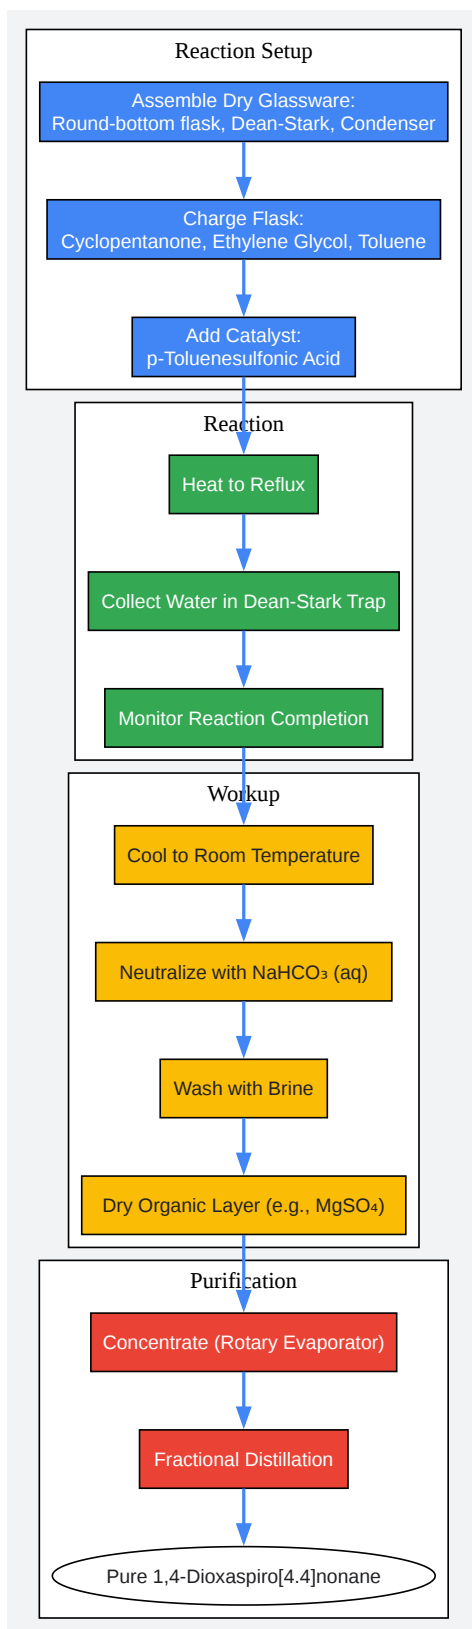 Reaction Setup
Assemble Dry Glassware:
Round-bottom flask, Dean-Stark, Condenser
Charge Flask:
Cyclopentanone, Ethylene Glycol, Toluene
Add Catalyst:
p-Toluenesulfonic Acid
Reaction
Heat to Reflux
Collect Water in Dean-Stark Trap
Monitor Reaction Completion
Workup
Cool to Room Temperature
Neutralize with NaHCO₃ (aq)
Wash with Brine
Dry Organic Layer (e.g., MgSO₄)
Purification
Concentrate (Rotary Evaporator)
Fractional Distillation
Pure 1,4-Dioxaspiro[4.4]nonane